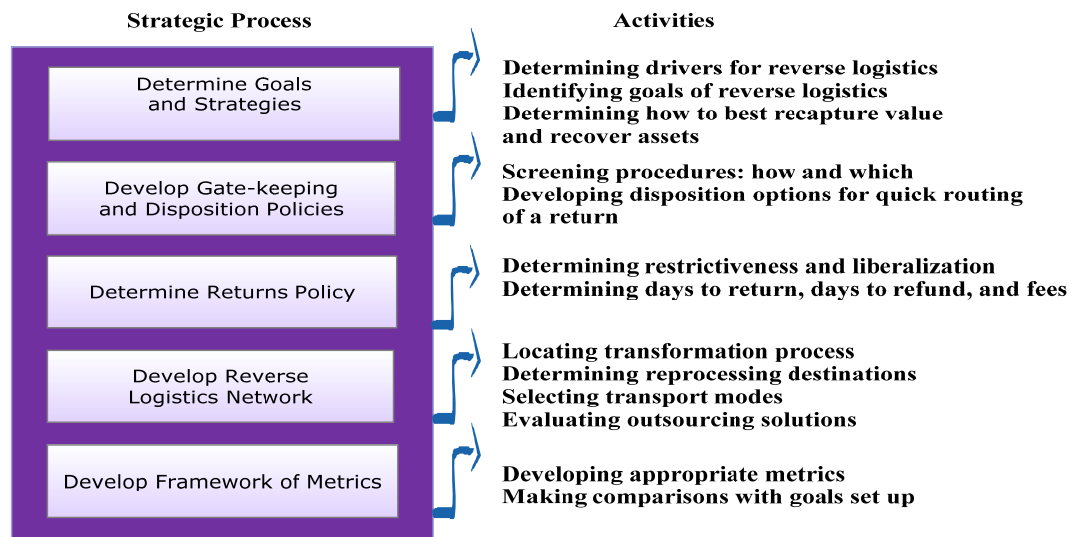 Strategic Process
Activities
Determine Goals
and Strategies
Determining drivers for reverse logistics
Identifying goals of reverse logistics
Determining how to best recapture value
and recover assets
Develop Gate-keeping
and Disposition Policies
Screening procedures: how and which
Developing disposition options for quick routing
of a return
Determine Returns Policy
Determining restrictiveness and liberalization
Determining days to return, days to refund, and fees
Develop Reverse
Logistics Network
Locating transformation process
Determining reprocessing destinations
Selecting transport modes
Evaluating outsourcing solutions
Develop Framework of Metrics
Developing appropriate metrics
Making comparisons with goals set up